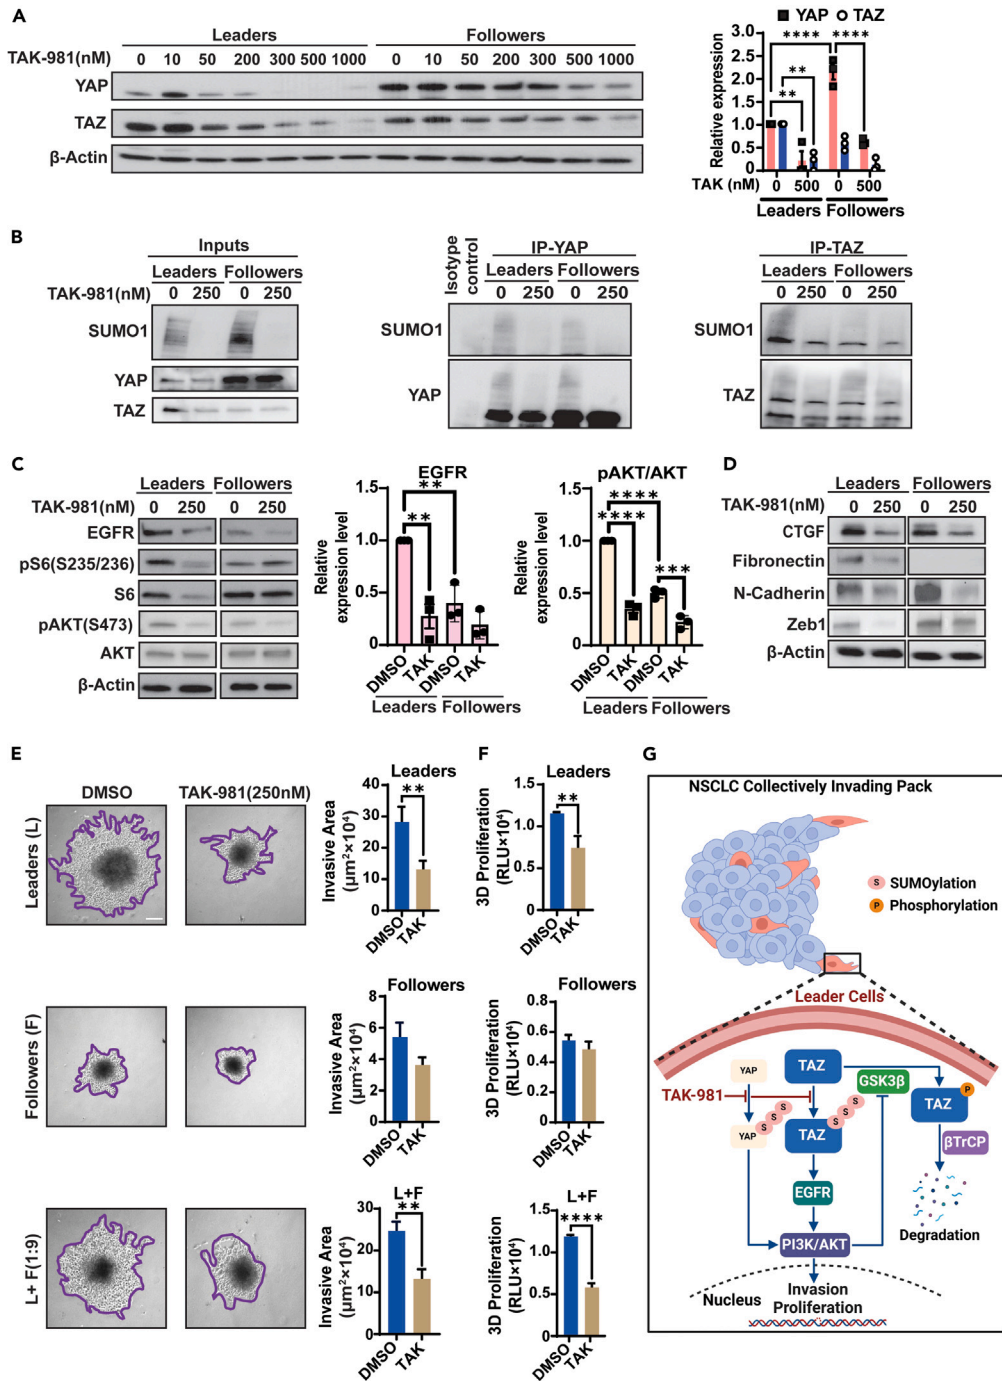 A
Leaders
Followers
TAK-981(nM) 0 10 50 200 300 500 1000 0 10 50 200 300 500 1000
YAP
TAZ
β-Actin
YAP TAZ
**** ****
**
**
Relative expression
3.0
2.5
2.0
1.5
1.0
0.5
0
TAK (nM) 0 500 0 500
Leaders Followers
B
Inputs
Leaders Followers
TAK-981(nM) 0 250 0 250
SUMO1
YAP
TAZ
Isotype control
IP-YAP
Leaders Followers
0 250 0 250
SUMO1
YAP
IP-TAZ
Leaders Followers
0 250 0 250
SUMO1
TAZ
C
Leaders Followers
TAK-981(nM) 0 250 0 250
EGFR
pS6(S235/236)
S6
pAKT(S473)
AKT
β-Actin
EGFR
**
**
Relative expression level
1.5
1.0
0.5
0
DMSO TAK DMSO TAK
Leaders Followers
pAKT/AKT
****
****
***
Relative expression level
1.5
1.0
0.5
0
DMSO TAK DMSO TAK
Leaders Followers
D
Leaders Followers
TAK-981(nM) 0 250 0 250
CTGF
Fibronectin
N-Cadherin
Zeb1
β-Actin
E
DMSO TAK-981(250nM)
Leaders (L)
Followers (F)
L+ F(1:9)
Leaders
**
Invasive Area (μm²×10⁴)
40
30
20
10
0
DMSO TAK
Followers
Invasive Area (μm²×10⁴)
8
6
4
2
0
DMSO TAK
L+F
**
Invasive Area (μm²×10⁴)
30
20
10
0
DMSO TAK
F
Leaders
**
3D Proliferation (RLU×10⁴)
1.5
1.0
0.5
0
DMSO TAK
Followers
3D Proliferation (RLU×10⁴)
0.8
0.6
0.4
0.2
0
DMSO TAK
L+F
****
3D Proliferation (RLU×10⁴)
1.5
1.0
0.5
0
DMSO TAK
G
NSCLC Collectively Invading Pack
S SUMOylation
P Phosphorylation
Leader Cells
YAP TAZ GSK3β
TAK-981
S S S
S S S
YAP TAZ
TAZ P
βTrCP
EGFR
Degradation
PI3K/AKT
Nucleus
Invasion
Proliferation